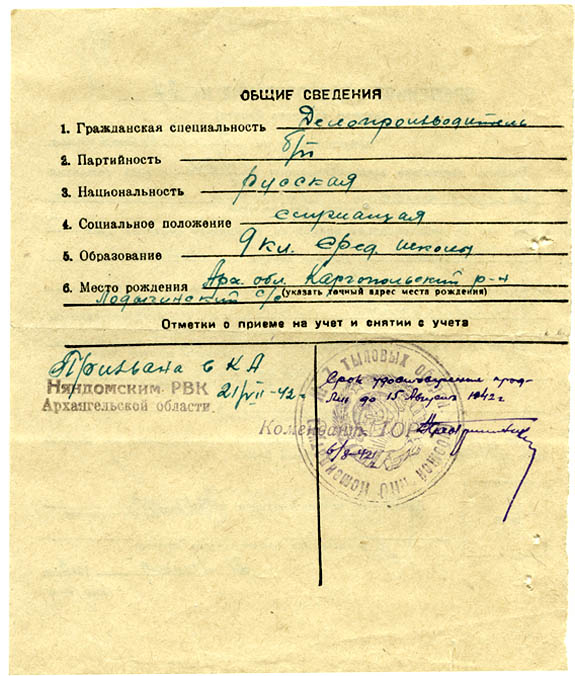 ОБЩИЕ СВЕДЕНИЯ
1. Гражданская специальность Делопроизводитель
2. Партийность б/п
3. Национальность русская
4. Социальное положение служащая
5. Образование 9 кл. сред школы
6. Место рождения Арх. обл. Каргопольский р-н
(указать точный адрес места рождения)
Лодыгинский с/с
Отметки о приеме на учет и снятии с учета
Призвана в КА
Няндомским РВК 21/VII-42 г
Архангельской области.
Срок удостоверения прод-
лен до 15 Августа 1942 г
Комендант
6/8-42